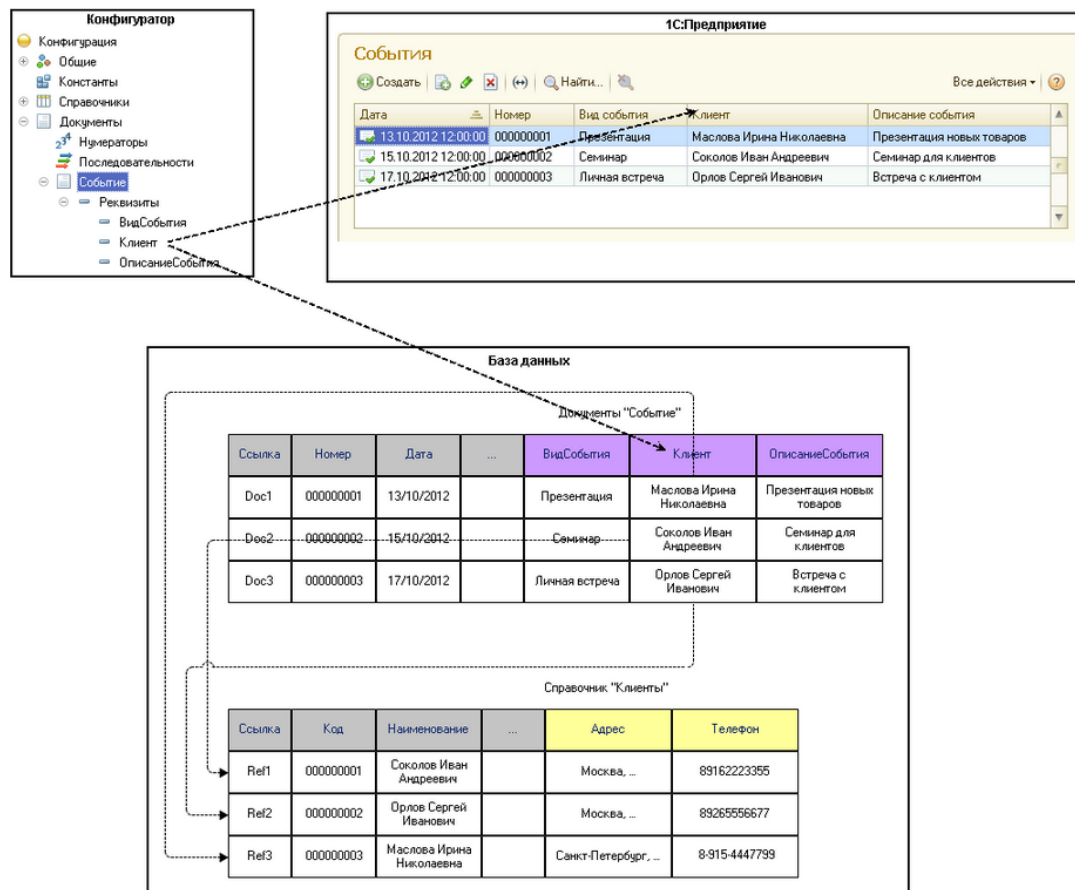 Конфигуратор
Конфигурация
Общие
Константы
Справочники
Документы
Нумераторы
Последовательности
Событие
Реквизиты
ВидСобытия
Клиент
ОписаниеСобытия
1С:Предприятие
События
Создать Найти... Все действия
Дата Номер Вид события Клиент Описание события
13.10.2012 12:00:00 000000001 Презентация Маслова Ирина Николаевна Презентация новых товаров
15.10.2012 12:00:00 000000002 Семинар Соколов Иван Андреевич Семинар для клиентов
17.10.2012 12:00:00 000000003 Личная встреча Орлов Сергей Иванович Встреча с клиентом
База данных
Документы "Событие"
Ссылка Номер Дата ... ВидСобытия Клиент ОписаниеСобытия
Doc1 000000001 13/10/2012 Презентация Маслова Ирина Николаевна Презентация новых товаров
Doc2 000000002 15/10/2012 Семинар Соколов Иван Андреевич Семинар для клиентов
Doc3 000000003 17/10/2012 Личная встреча Орлов Сергей Иванович Встреча с клиентом
Справочник "Клиенты"
Ссылка Код Наименование ... Адрес Телефон
Ref1 000000001 Соколов Иван Андреевич Москва, ... 89162223355
Ref2 000000002 Орлов Сергей Иванович Москва, ... 89265556677
Ref3 000000003 Маслова Ирина Николаевна Санкт-Петербург, ... 8-915-4447799